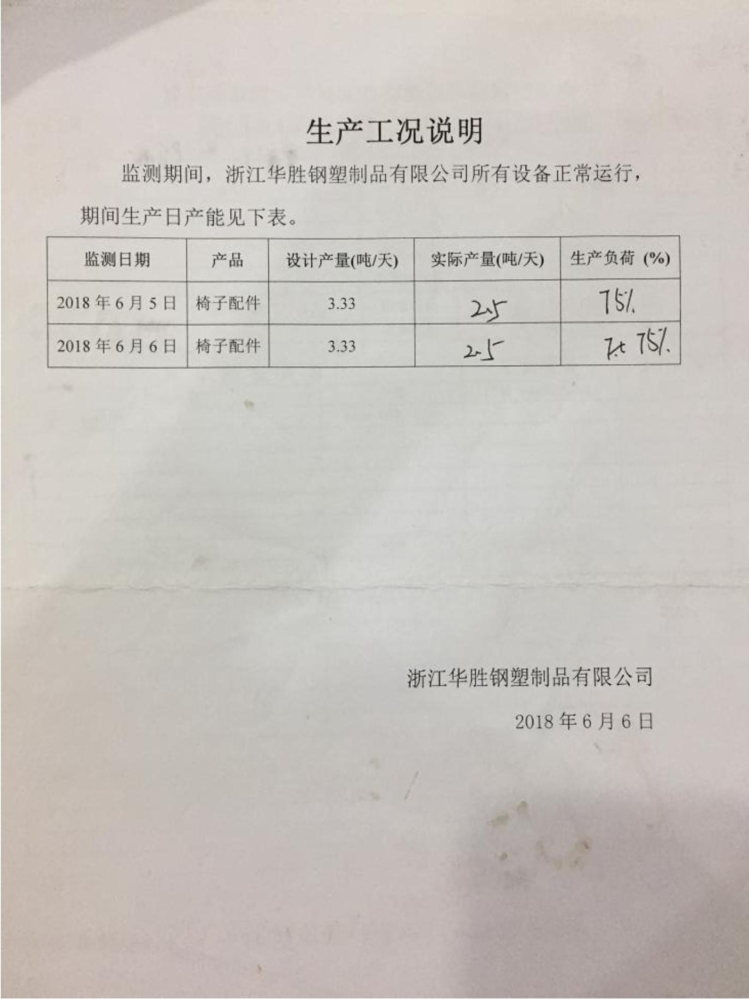 生产工况说明
监测期间，浙江华胜钢塑制品有限公司所有设备正常运行，
期间生产日产能见下表。
监测日期 产品 设计产量(吨/天) 实际产量(吨/天) 生产负荷 (%)
2018 年 6 月 5 日 椅子配件 3.33 2.5 75%
2018 年 6 月 6 日 椅子配件 3.33 2.5 75%
浙江华胜钢塑制品有限公司
2018 年 6 月 6 日